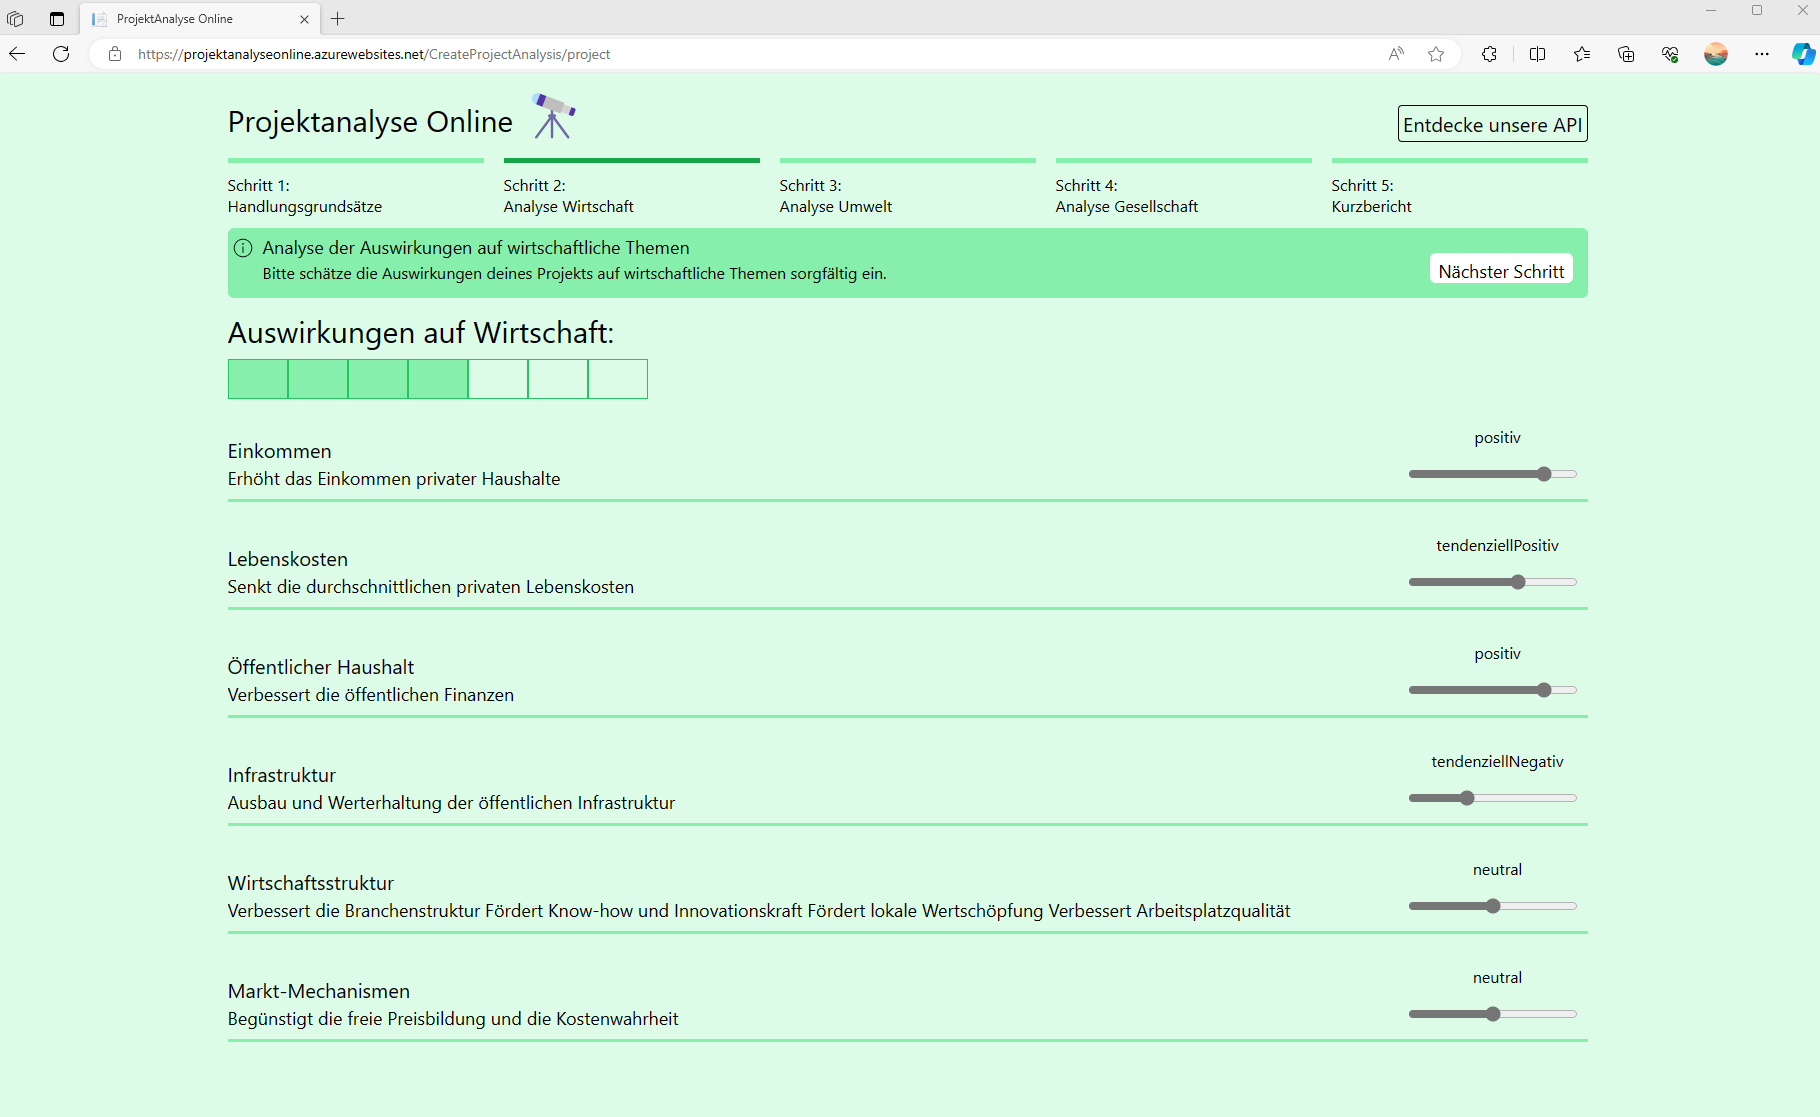 ProjektAnalyse Online
https://projektanalyseonline.azurewebsites.net/CreateProjectAnalysis/project
Projektanalyse Online
Entdecke unsere API
Schritt 1:
Handlungsgrundsätze
Schritt 2:
Analyse Wirtschaft
Schritt 3:
Analyse Umwelt
Schritt 4:
Analyse Gesellschaft
Schritt 5:
Kurzbericht
Analyse der Auswirkungen auf wirtschaftliche Themen
Bitte schätze die Auswirkungen deines Projekts auf wirtschaftliche Themen sorgfältig ein.
Nächster Schritt
Auswirkungen auf Wirtschaft:
Einkommen
Erhöht das Einkommen privater Haushalte
positiv
Lebenskosten
Senkt die durchschnittlichen privaten Lebenskosten
tendenziellPositiv
Öffentlicher Haushalt
Verbessert die öffentlichen Finanzen
positiv
Infrastruktur
Ausbau und Werterhaltung der öffentlichen Infrastruktur
tendenziellNegativ
Wirtschaftsstruktur
Verbessert die Branchenstruktur Fördert Know-how und Innovationskraft Fördert lokale Wertschöpfung Verbessert Arbeitsplatzqualität
neutral
Markt-Mechanismen
Begünstigt die freie Preisbildung und die Kostenwahrheit
neutral